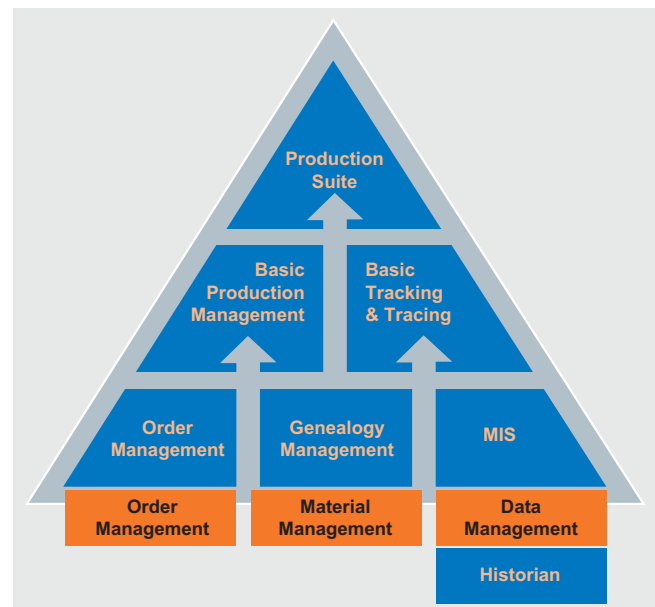 Production
Suite
Basic
Production
Management
Basic
Tracking
& Tracing
Order
Management
Genealogy
Management
MIS
Order
Management
Material
Management
Data
Management
Historian